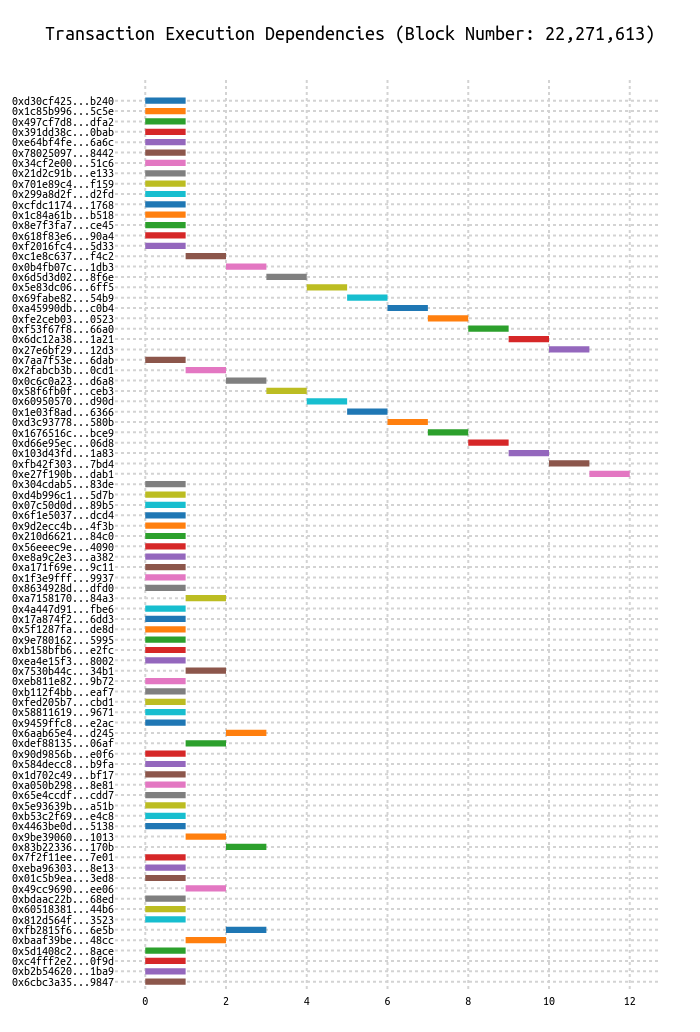 Transaction Execution Dependencies (Block Number: 22,271,613)
0xd30cf425...b240
0x1c85b996...5c5e
0x497cf7d8...dfa2
0x391dd38c...0bab
0xe64bf4fe...6a6c
0x78025097...8442
0x34cf2e00...51c6
0x21d2c91b...e133
0x701e89c4...f159
0x299a8d2f...d2fd
0xcfdc1174...1768
0x1c84a61b...b518
0x8e7f3fa7...ce45
0x618f83e6...90a4
0xf2016fc4...5d33
0xc1e8c637...f4c2
0x0b4fb07c...1db3
0x6d5d3d02...8f6e
0x5e83dc06...6ff5
0x69fabe82...54b9
0xa45990db...c0b4
0xfe2ceb03...0523
0xf53f67f8...66a0
0x6dc12a38...1a21
0x27e6bf29...12d3
0x7aa7f53e...6dab
0x2fabcb3b...0cd1
0x0c6c0a23...d6a8
0x58f6fb0f...ceb3
0x60950570...d90d
0x1e03f8ad...6366
0xd3c93778...580b
0x1676516c...bce9
0xd66e95ec...06d8
0x103d43fd...1a83
0xfb42f303...7bd4
0xe27f190b...dab1
0x304cdab5...83de
0xd4b996c1...5d7b
0x07c50d0d...89b5
0x6f1e5037...dcd4
0x9d2ecc4b...4f3b
0x210d6621...84c0
0x56eeec9e...4090
0xe8a9c2e3...a382
0xa171f69e...9c11
0x1f3e9fff...9937
0x8634928d...dfd0
0xa7158170...84a3
0x4a447d91...fbe6
0x17a874f2...6dd3
0x5f1287fa...de8d
0x9e780162...5995
0xb158bfb6...e2fc
0xea4e15f3...8002
0x7530b44c...34b1
0xeb811e82...9b72
0xb112f4bb...eaf7
0xfed205b7...cbd1
0x58811619...9671
0x9459ffc8...e2ac
0x6aab65e4...d245
0xdef88135...06af
0x90d9856b...e0f6
0x584decc8...b9fa
0x1d702c49...bf17
0xa050b298...8e81
0x65e4ccdf...cdd7
0x5e93639b...a51b
0xb53c2f69...e4c8
0x4463be0d...5138
0x9be39060...1013
0x83b22336...170b
0x7f2f11ee...7e01
0xeba96303...8e13
0x01c5b9ea...3ed8
0x49cc9690...ee06
0xbdaac22b...68ed
0x60518381...44b6
0x812d564f...3523
0xfb2815f6...6e5b
0xbaaf39be...48cc
0x5d1408c2...8ace
0xc4fff2e2...0f9d
0xb2b54620...1ba9
0x6cbc3a35...9847
0 2 4 6 8 10 12